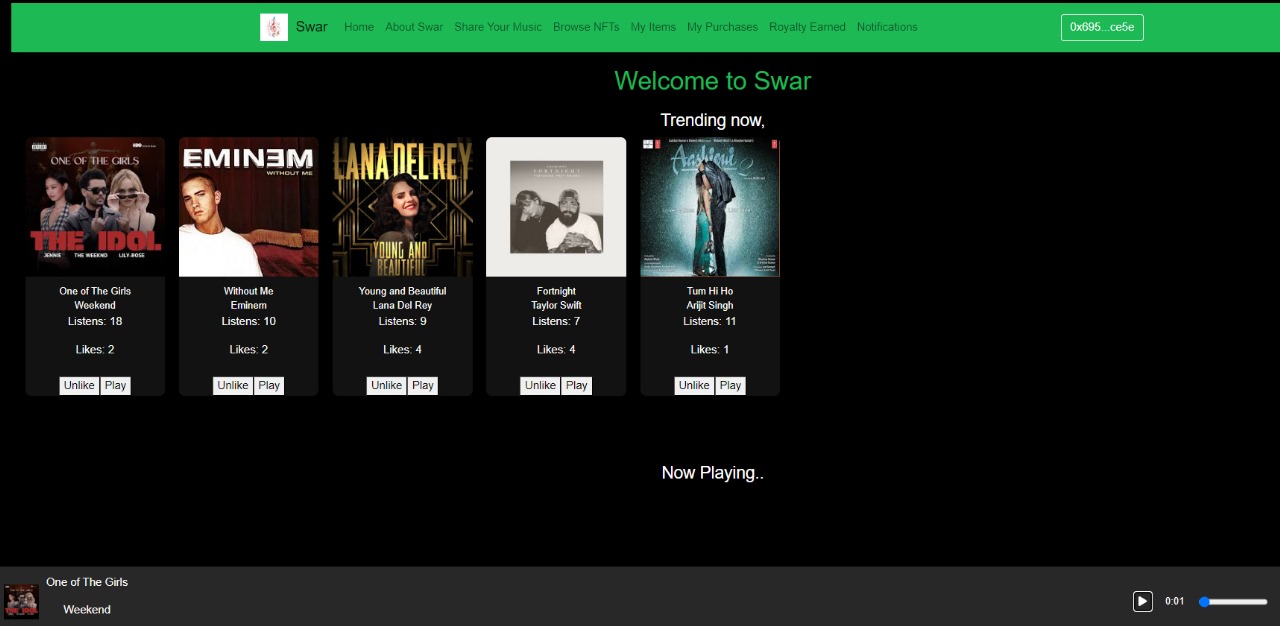 Swar Home About Swar Share Your Music Browse NFTs My Items My Purchases Royalty Earned Notifications 0x695...ce5e
Welcome to Swar
Trending now,
ONE OF THE GIRLS
THE IDOL
JENNIE THE WEEKND LILY-ROSE
One of The Girls
Weekend
Listens: 18
Likes: 2
Unlike Play
EMINEM
WITHOUT ME
Without Me
Eminem
Listens: 10
Likes: 2
Unlike Play
LANA DEL REY
YOUNG AND
BEAUTIFUL
Young and Beautiful
Lana Del Rey
Listens: 9
Likes: 4
Unlike Play
FORTNIGHT
Fortnight
Taylor Swift
Listens: 7
Likes: 4
Unlike Play
Aashiqui
Tum Hi Ho
Arijit Singh
Listens: 11
Likes: 1
Unlike Play
Now Playing..
One of The Girls
Weekend
0:01